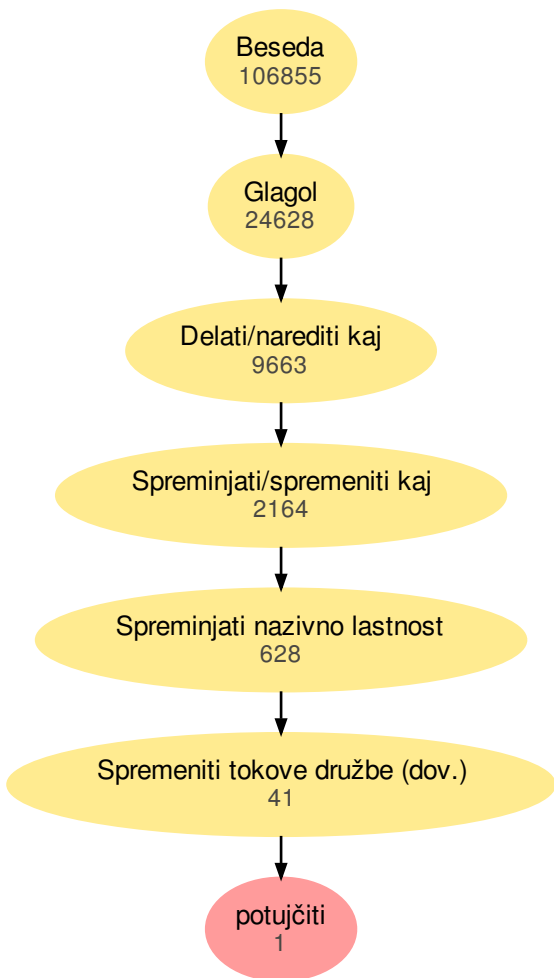 Beseda
106855
Glagol
24628
Delati/narediti kaj
9663
Spreminjati/spremeniti kaj
2164
Spreminjati nazivno lastnost
628
Spremeniti tokove družbe (dov.)
41
potujčiti
1